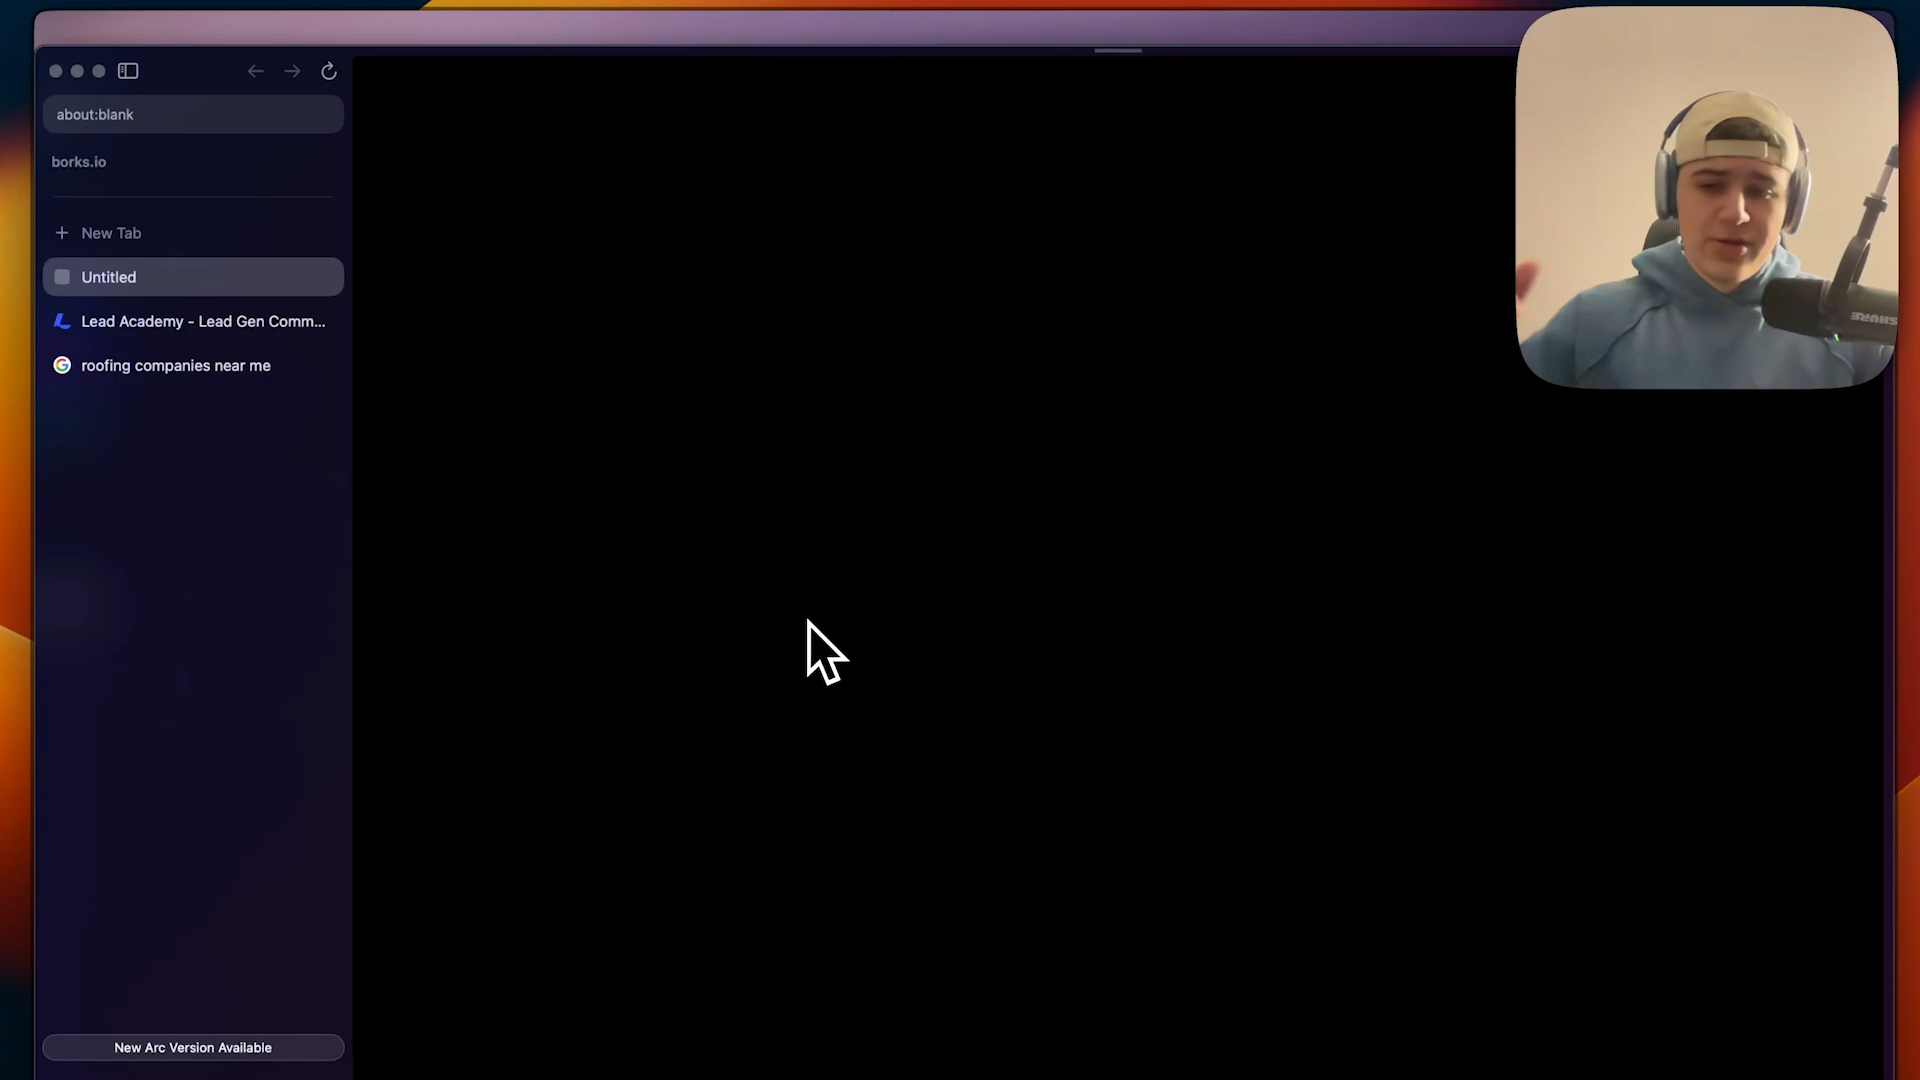 about:blank
borks.io
New Tab
Untitled
Lead Academy - Lead Gen Comm...
roofing companies near me
New Arc Version Available
SHURE